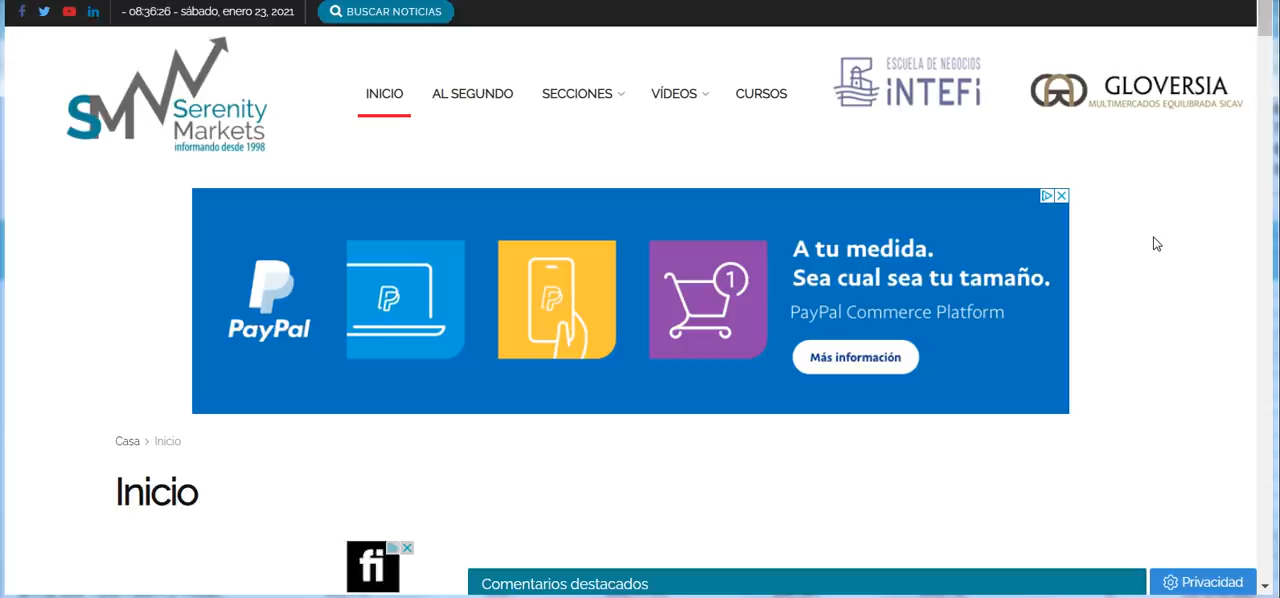 - 08:36:26 - sábado, enero 23, 2021
BUSCAR NOTICIAS
SMN Serenity
Markets
informando desde 1998
INICIO
AL SEGUNDO
SECCIONES
VÍDEOS
CURSOS
ESCUELA DE NEGOCIOS
INTEFI
GLOVERSIA
MULTIMERCADOS EQUILIBRADA SICAV
PayPal
1
A tu medida.
Sea cual sea tu tamaño.
PayPal Commerce Platform
Más información
Casa > Inicio
Inicio
fi
Comentarios destacados
Privacidad